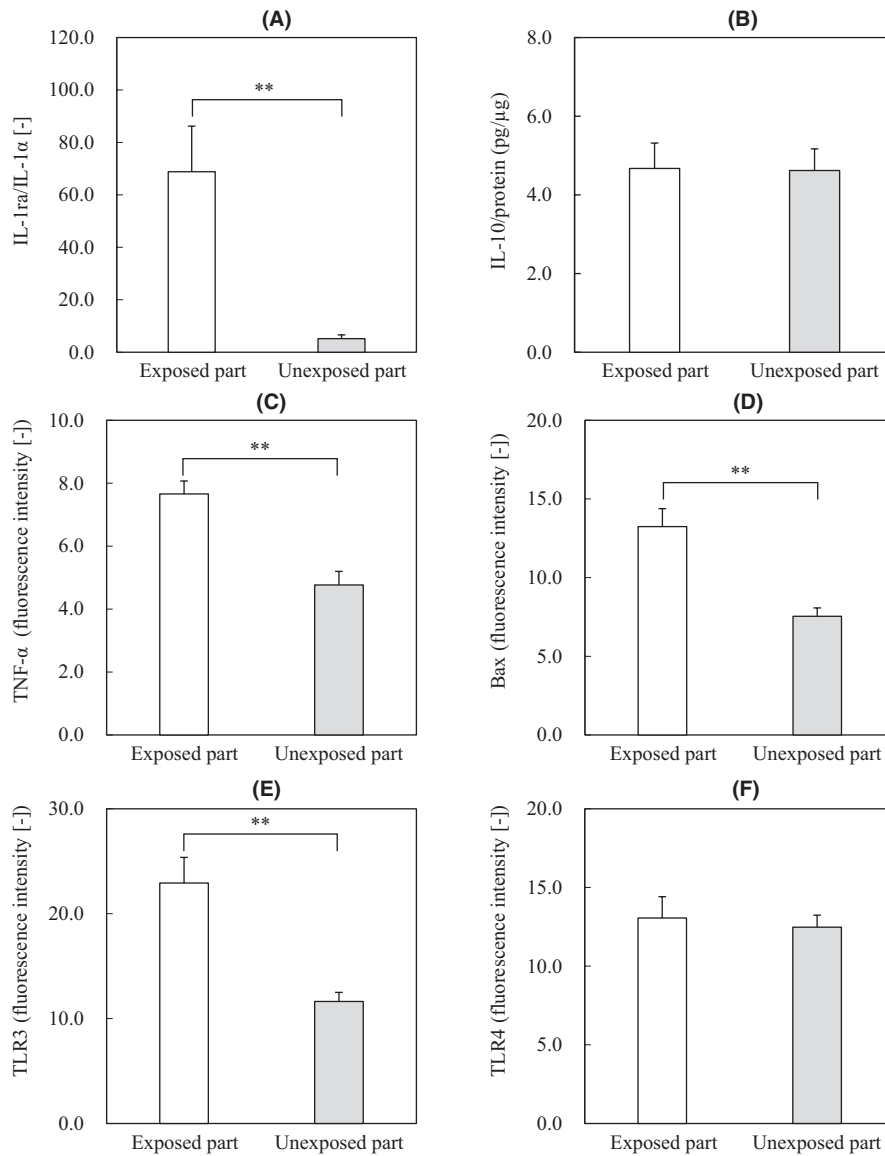 (A)
IL-1ra/IL-1α [-]
120.0
100.0
80.0
60.0
40.0
20.0
0.0
**
Exposed part
Unexposed part
(B)
IL-10/protein (pg/µg)
8.0
6.0
4.0
2.0
0.0
Exposed part
Unexposed part
(C)
TNF-α (fluorescence intensity [-])
10.0
8.0
6.0
4.0
2.0
0.0
**
Exposed part
Unexposed part
(D)
Bax (fluorescence intensity [-])
20.0
15.0
10.0
5.0
0.0
**
Exposed part
Unexposed part
(E)
TLR3 (fluorescence intensity [-])
30.0
20.0
10.0
0.0
**
Exposed part
Unexposed part
(F)
TLR4 (fluorescence intensity [-])
20.0
15.0
10.0
5.0
0.0
Exposed part
Unexposed part